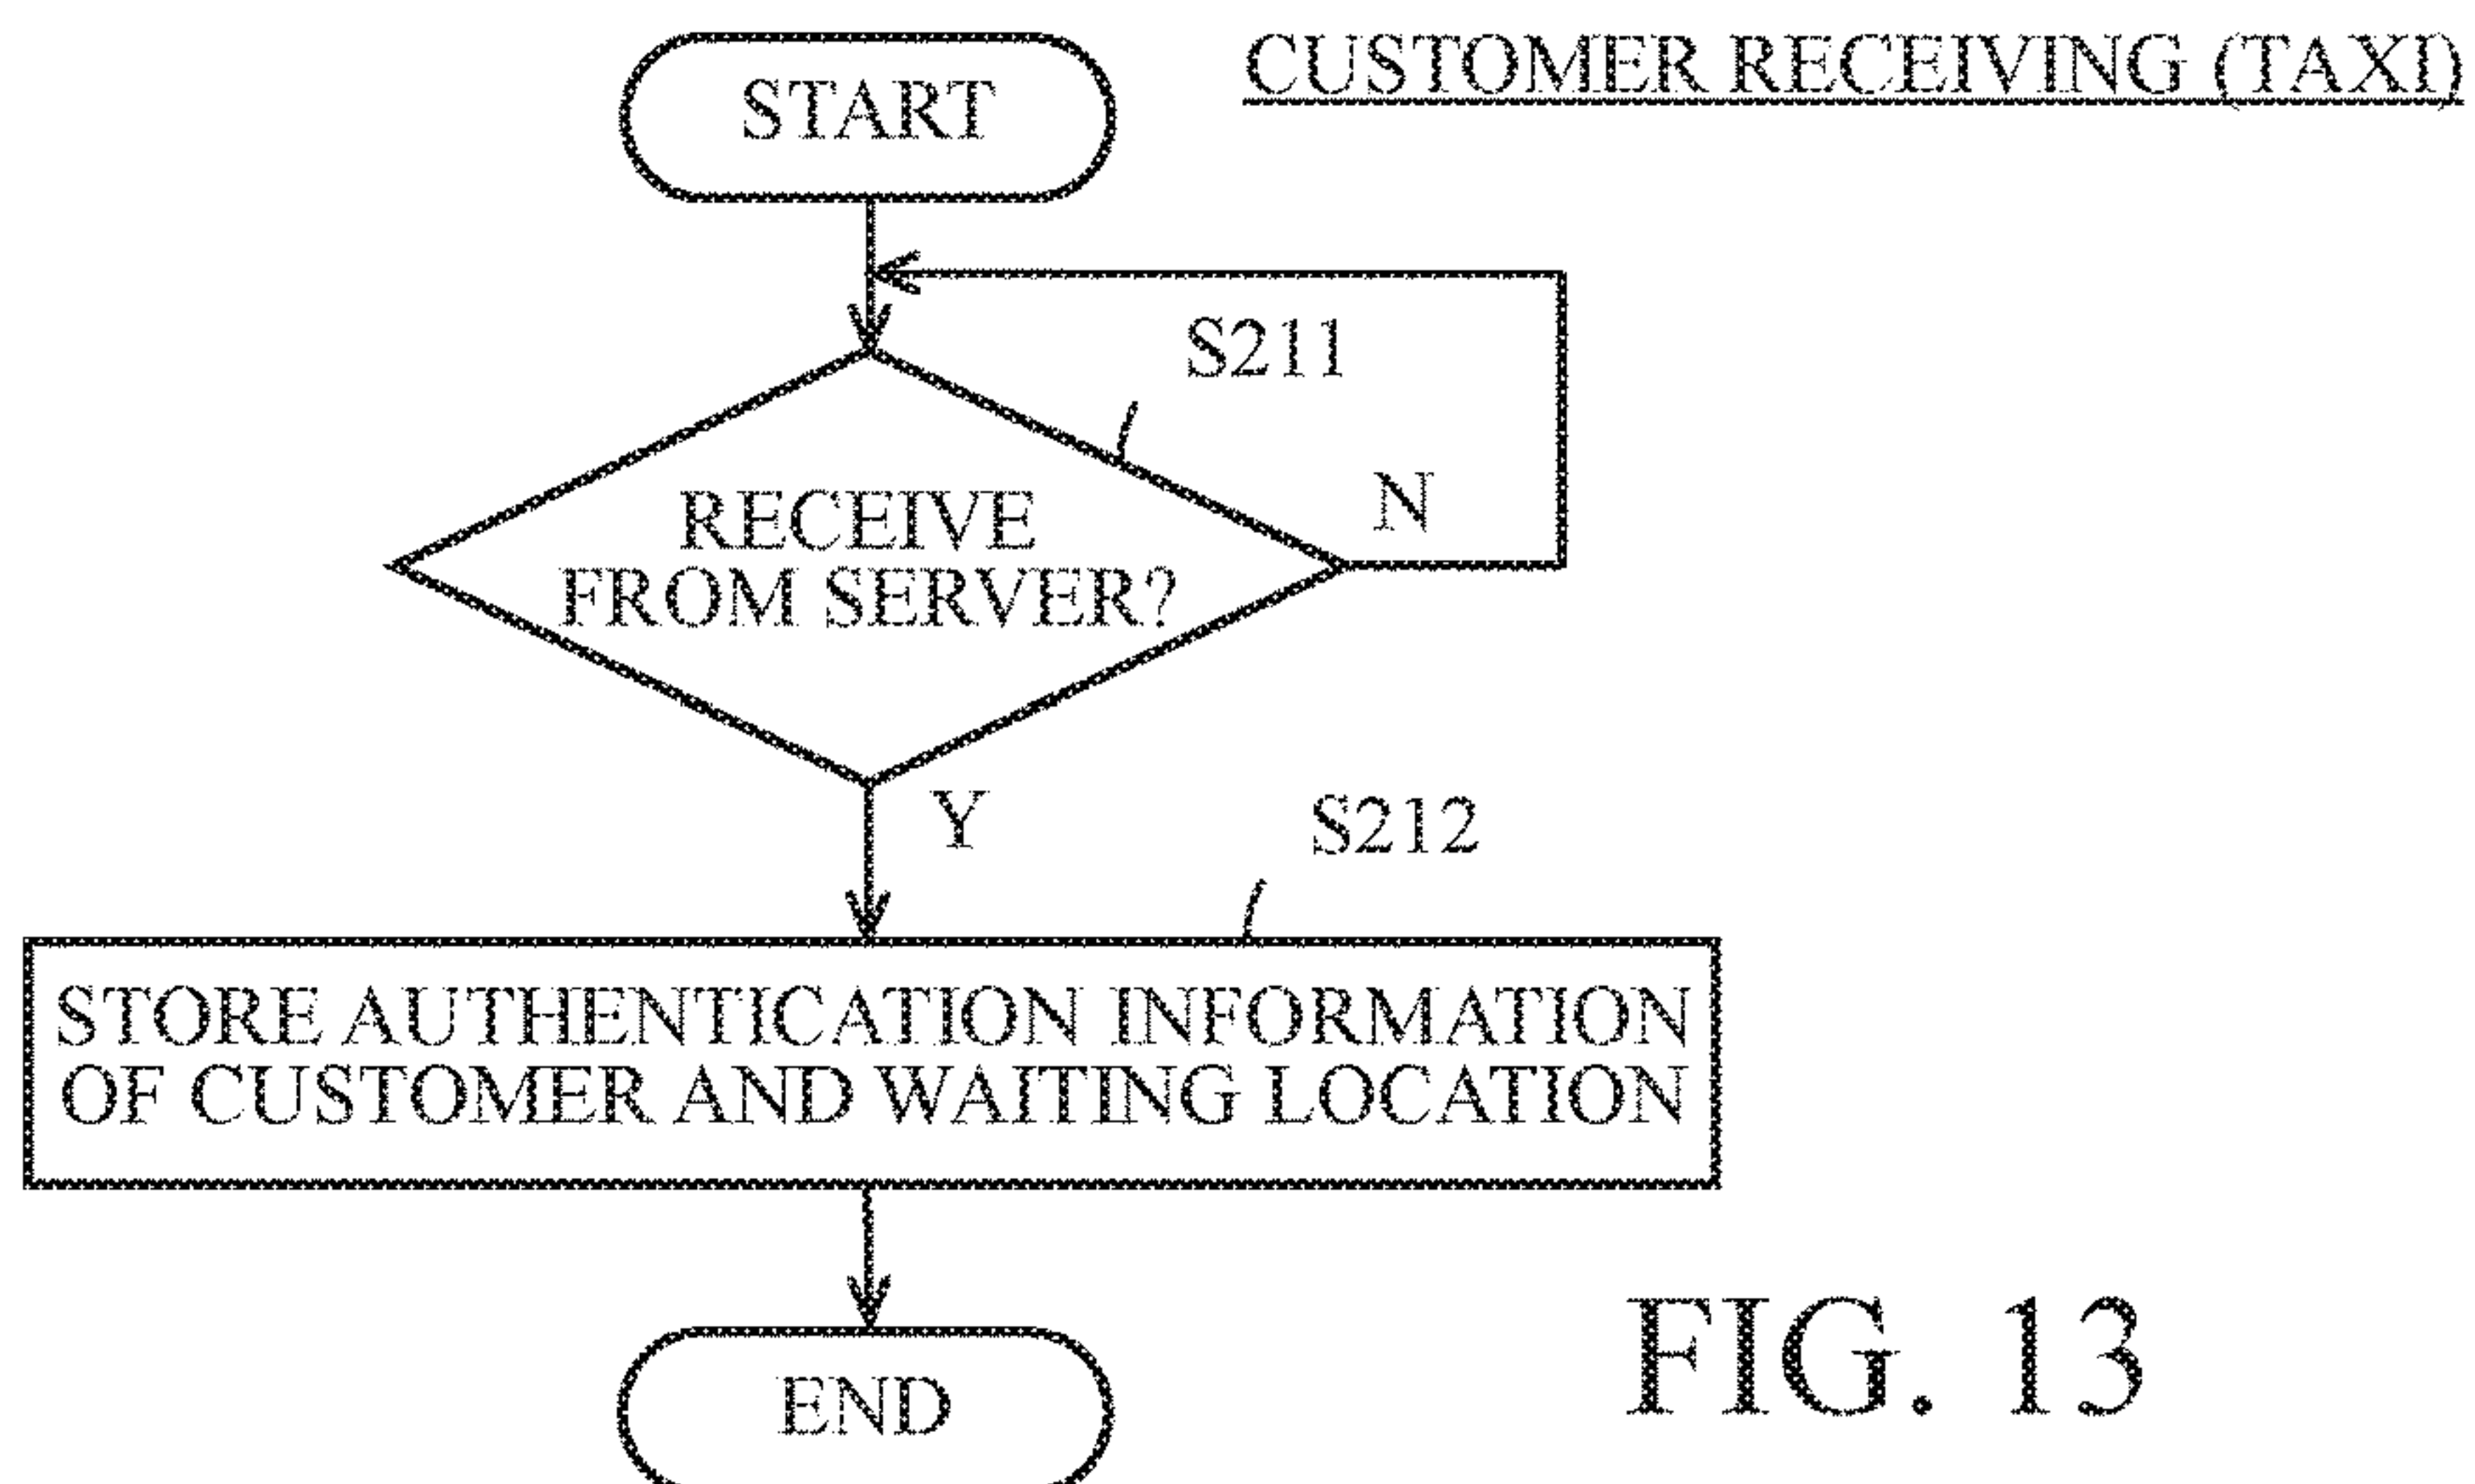 CUSTOMER RECEIVING (TAXI)
START
S211
RECEIVE
FROM SERVER?
N
Y
S212
STORE AUTHENTICATION INFORMATION
OF CUSTOMER AND WAITING LOCATION
END
FIG. 13